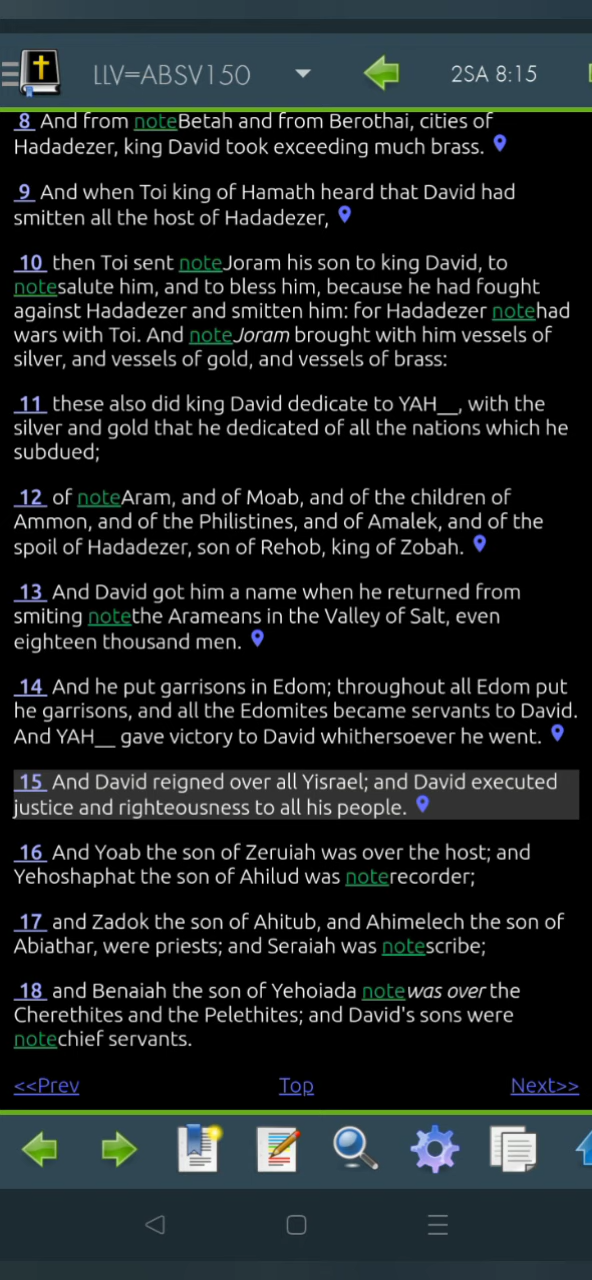 LLV=ABSV150
2SA 8:15
8 And from noteBetah and from Berothai, cities of
Hadadezer, king David took exceeding much brass.
9 And when Toi king of Hamath heard that David had
smitten all the host of Hadadezer,
10 then Toi sent noteJoram his son to king David, to
notesalute him, and to bless him, because he had fought
against Hadadezer and smitten him: for Hadadezer notehad
wars with Toi. And noteJoram brought with him vessels of
silver, and vessels of gold, and vessels of brass:
11 these also did king David dedicate to YAH__, with the
silver and gold that he dedicated of all the nations which he
subdued;
12 of noteAram, and of Moab, and of the children of
Ammon, and of the Philistines, and of Amalek, and of the
spoil of Hadadezer, son of Rehob, king of Zobah.
13 And David got him a name when he returned from
smiting notethe Arameans in the Valley of Salt, even
eighteen thousand men.
14 And he put garrisons in Edom; throughout all Edom put
he garrisons, and all the Edomites became servants to David.
And YAH__ gave victory to David whithersoever he went.
15 And David reigned over all Yisrael; and David executed
justice and righteousness to all his people.
16 And Yoab the son of Zeruiah was over the host; and
Yehoshaphat the son of Ahilud was noterecorder;
17 and Zadok the son of Ahitub, and Ahimelech the son of
Abiathar, were priests; and Seraiah was notescribe;
18 and Benaiah the son of Yehoiada notewas over the
Cherethites and the Pelethites; and David's sons were
notechief servants.
<<Prev Top Next>>